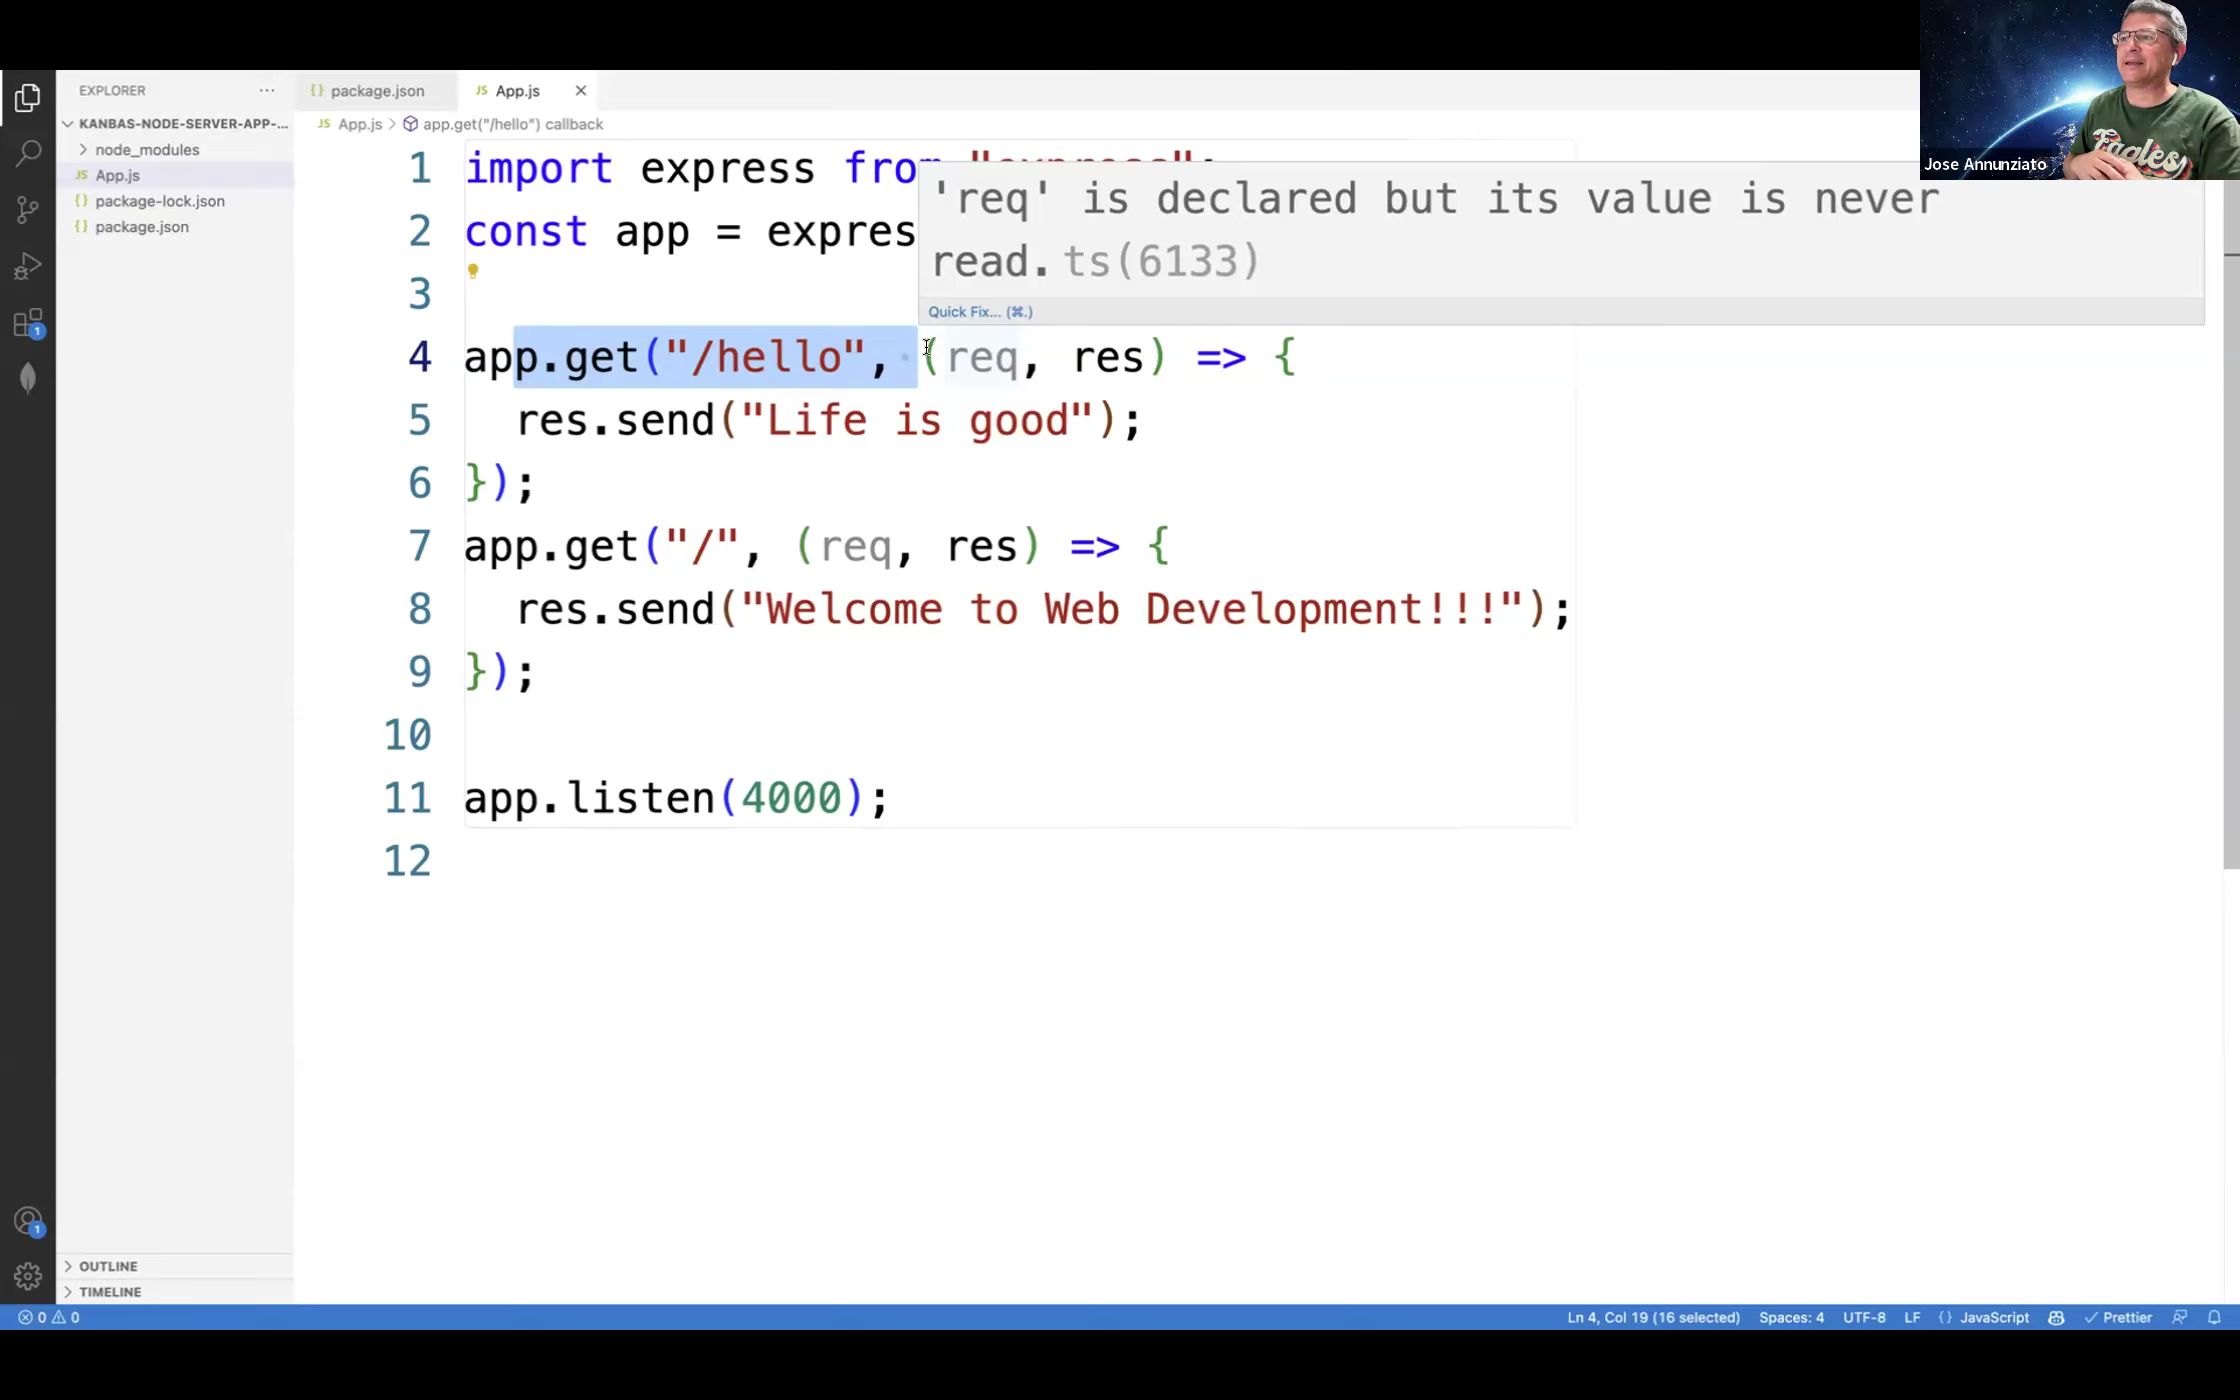 EXPLORER
KANBAS-NODE-SERVER-APP-...
node_modules
App.js
package-lock.json
package.json
OUTLINE
TIMELINE
package.json
App.js
App.js > app.get("/hello") callback
1 import express from "express";
2 const app = expres
3
4 app.get("/hello", (req, res) => {
5 res.send("Life is good");
6 });
7 app.get("/", (req, res) => {
8 res.send("Welcome to Web Development!!!");
9 });
10
11 app.listen(4000);
12
'req' is declared but its value is never
read. ts(6133)
Quick Fix... (⌘.)
Jose Annunziato
Eagles
1
1
0 0
Ln 4, Col 19 (16 selected) Spaces: 4 UTF-8 LF {} JavaScript Prettier